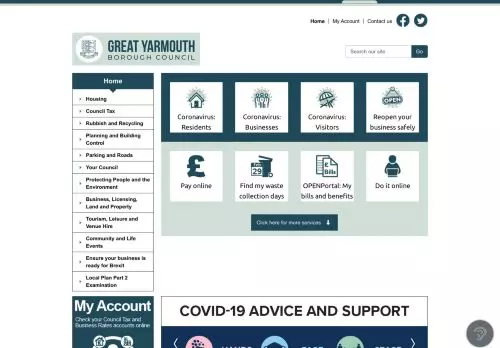 Home | My Account | Contact us
GREAT YARMOUTH
BOROUGH COUNCIL
Search our site
Go
Home
Housing
Council Tax
Rubbish and Recycling
Planning and Building
Control
Parking and Roads
Your Council
Protecting People and the
Environment
Business, Licensing,
Land and Property
Tourism, Leisure and
Venue Hire
Community and Life
Events
Ensure your business is
ready for Brexit
Local Plan Part 2
Examination
Coronavirus:
Residents
Coronavirus:
Businesses
Coronavirus:
Visitors
OPEN
Reopen your
business safely
£
Pay online
29
Find my waste
collection days
£
Bills
OPENPortal: My
bills and benefits
Do it online
Click here for more services
My Account
Check your Council Tax and
Business Rates accounts online
COVID-19 ADVICE AND SUPPORT
HANDS
FACE
SPACE